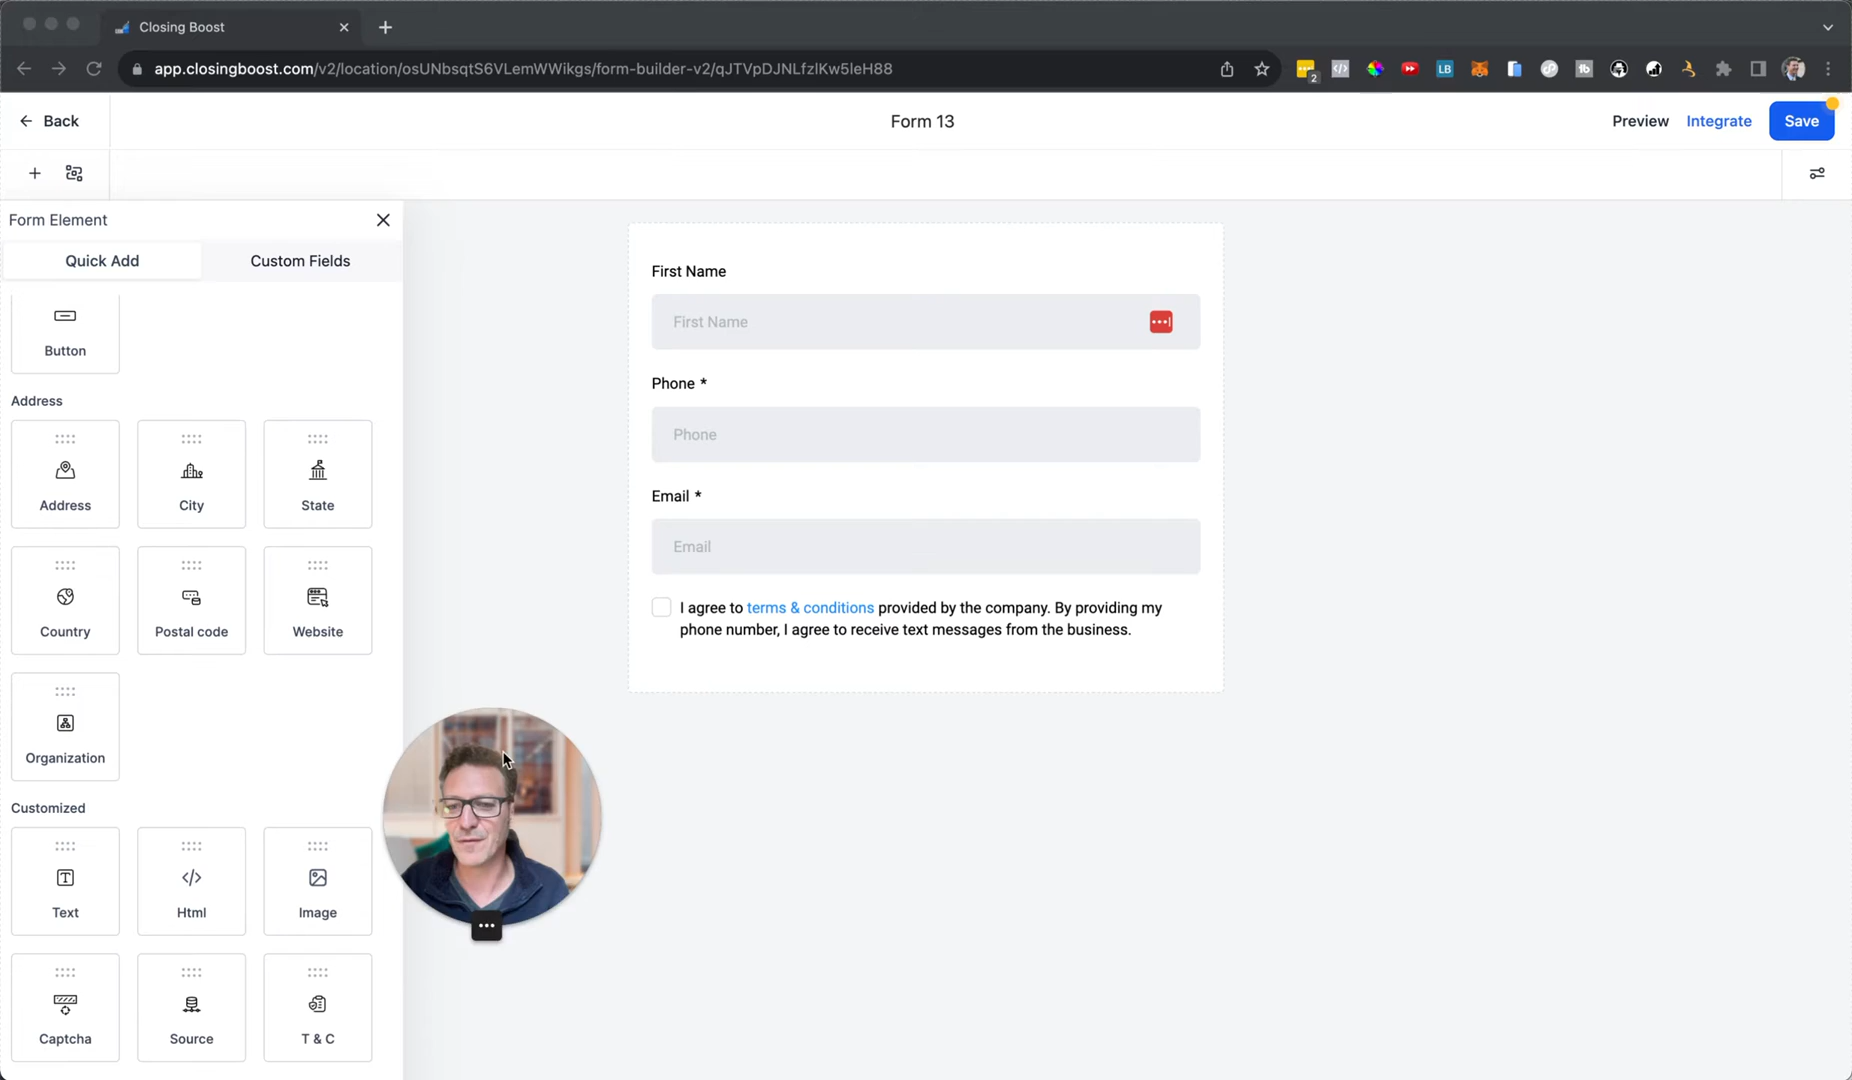 Closing Boost
app.closingboost.com/v2/location/osUNbsqtS6VLemWWikgs/form-builder-v2/qJTVpDJNLfzlKw5leH88
2
LB
Back
Form 13
Preview
Integrate
Save
Form Element
Quick Add
Custom Fields
Button
Address
Address
City
State
Country
Postal code
Website
Organization
Customized
Text
Html
Image
Captcha
Source
T & C
First Name
First Name
Phone *
Phone
Email *
Email
I agree to terms & conditions provided by the company. By providing my
phone number, I agree to receive text messages from the business.